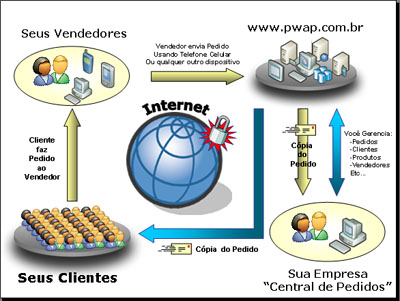 Seus Vendedores
www.pwap.com.br
Vendedor envia Pedido
Usando Telefone Celular
Ou qualquer outro dispositivo
Internet
Cliente
faz
Pedido
ao
Vendedor
Cópia
do
Pedido
Você Gerencia:
-Pedidos
-Clientes
-Produtos
-Vendedores
Etc...
Cópia do Pedido
Seus Clientes
Sua Empresa
"Central de Pedidos"